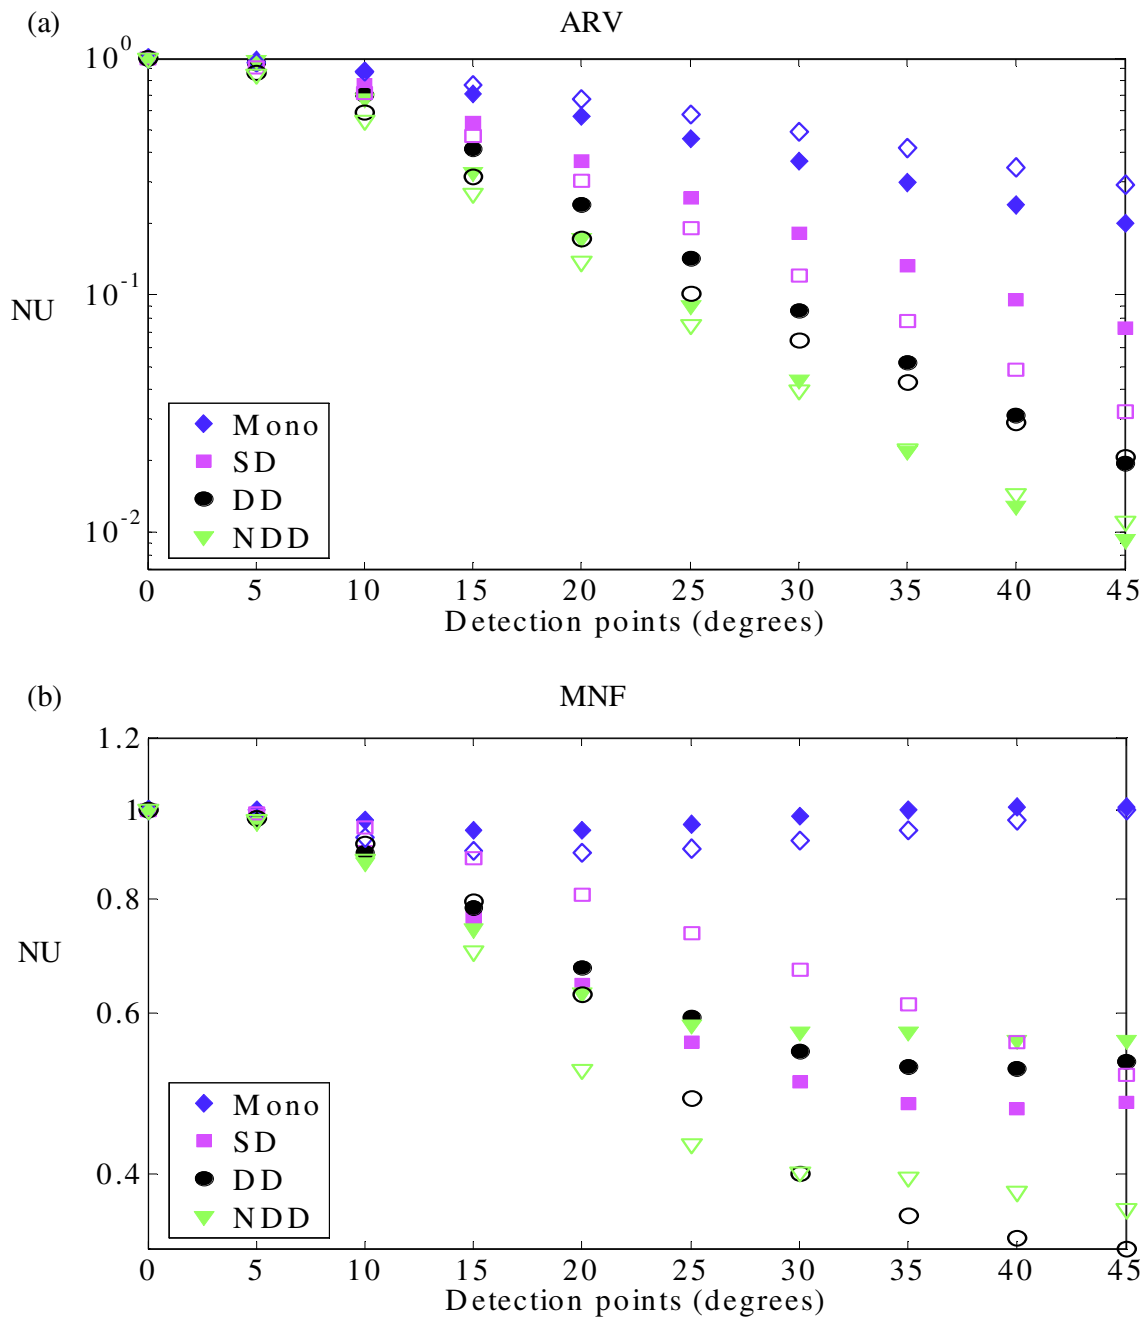 (a)
ARV
10^0
10^-1
NU
10^-2
Mono
SD
DD
NDD
0 5 10 15 20 25 30 35 40 45
Detection points (degrees)
(b)
MNF
1.2
1
0.8
NU
0.6
0.4
Mono
SD
DD
NDD
0 5 10 15 20 25 30 35 40 45
Detection points (degrees)